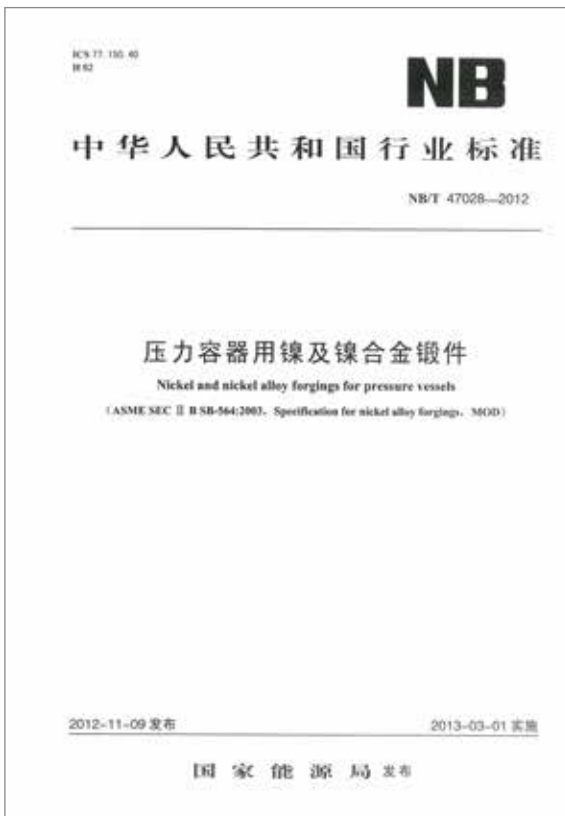 ICS 77.150.40
H 62
NB
中华人民共和国行业标准
NB/T 47028—2012
压力容器用镍及镍合金锻件
Nickel and nickel alloy forgings for pressure vessels
(ASME SEC Ⅱ B SB-564:2003, Specification for nickel alloy forgings, MOD)
2012-11-09 发布
2013-03-01 实施
国家能源局 发布